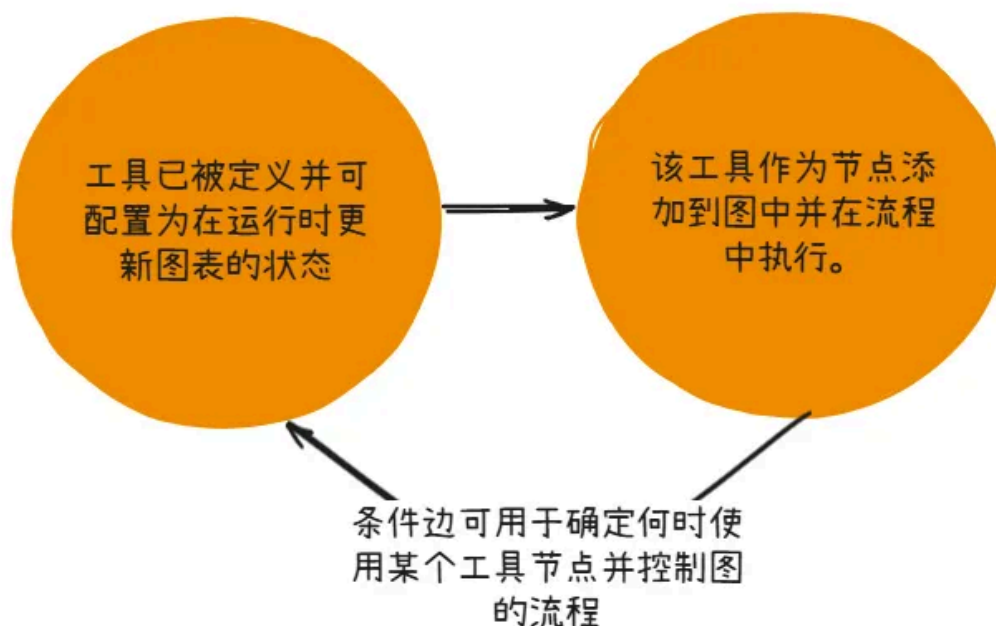 工具已被定义并可
配置为在运行时更
新图表的状态
该工具作为节点添
加到图中并在流程
中执行。
条件边可用于确定何时使
用某个工具节点并控制图
的流程